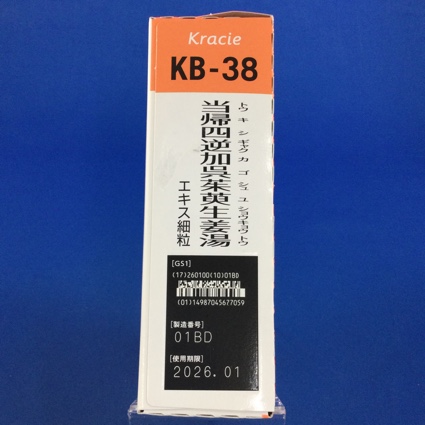 Kracie
KB-38
当帰四逆加呉茱萸生姜湯
トウ キ シギャク カ ゴ シュ ユ ショウキョウ トウ
エキス細粒
[GS1]
(17)260100(10)01BD
(01)14987045677059
[製造番号]
01BD
[使用期限]
2026.01